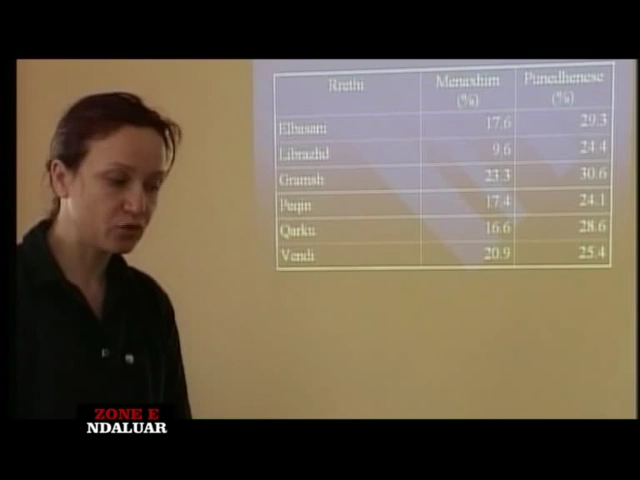 Rrethi Menaxhim (%) Punedhenese (%)
Elbasani 17.6 29.3
Librazhd 9.6 24.4
Gramsh 23.3 30.6
Peqin 17.4 24.1
Qarku 16.6 28.6
Vendi 20.9 25.4
ZONE E
NDALUAR